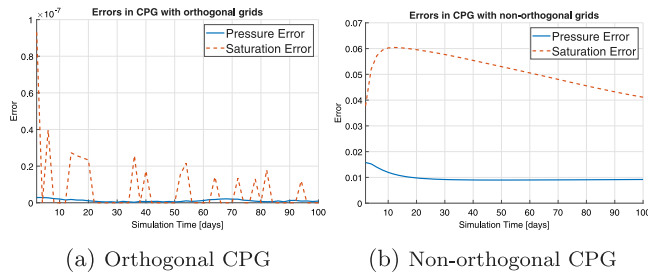 Errors in CPG with orthogonal grids
1 ×10⁻⁷
Pressure Error
Saturation Error
0.8
0.6
0.4
0.2
0
Error
10 20 30 40 50 60 70 80 90 100
Simulation Time [days]
(a) Orthogonal CPG
Errors in CPG with non-orthogonal grids
0.07
Pressure Error
Saturation Error
0.06
0.05
0.04
0.03
0.02
0.01
0
Error
10 20 30 40 50 60 70 80 90 100
Simulation Time [days]
(b) Non-orthogonal CPG